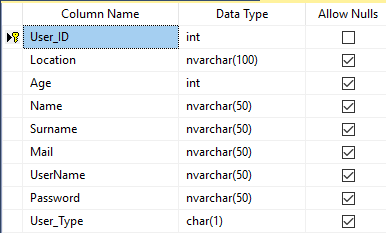 Column Name Data Type Allow Nulls
User_ID int
Location nvarchar(100)
Age int
Name nvarchar(50)
Surname nvarchar(50)
Mail nvarchar(50)
UserName nvarchar(50)
Password nvarchar(50)
User_Type char(1)